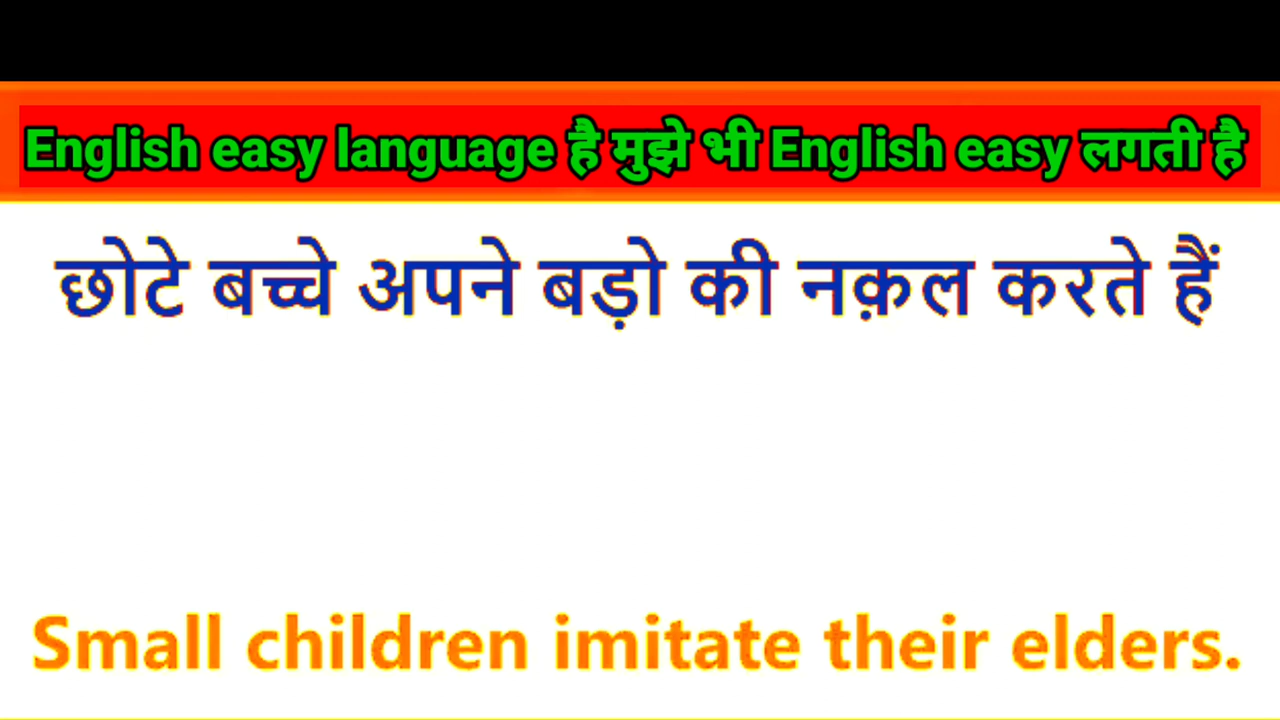 English easy language है मुझे भी English easy लगती है
छोटे बच्चे अपने बड़ो की नक़ल करते हैं
Small children imitate their elders.